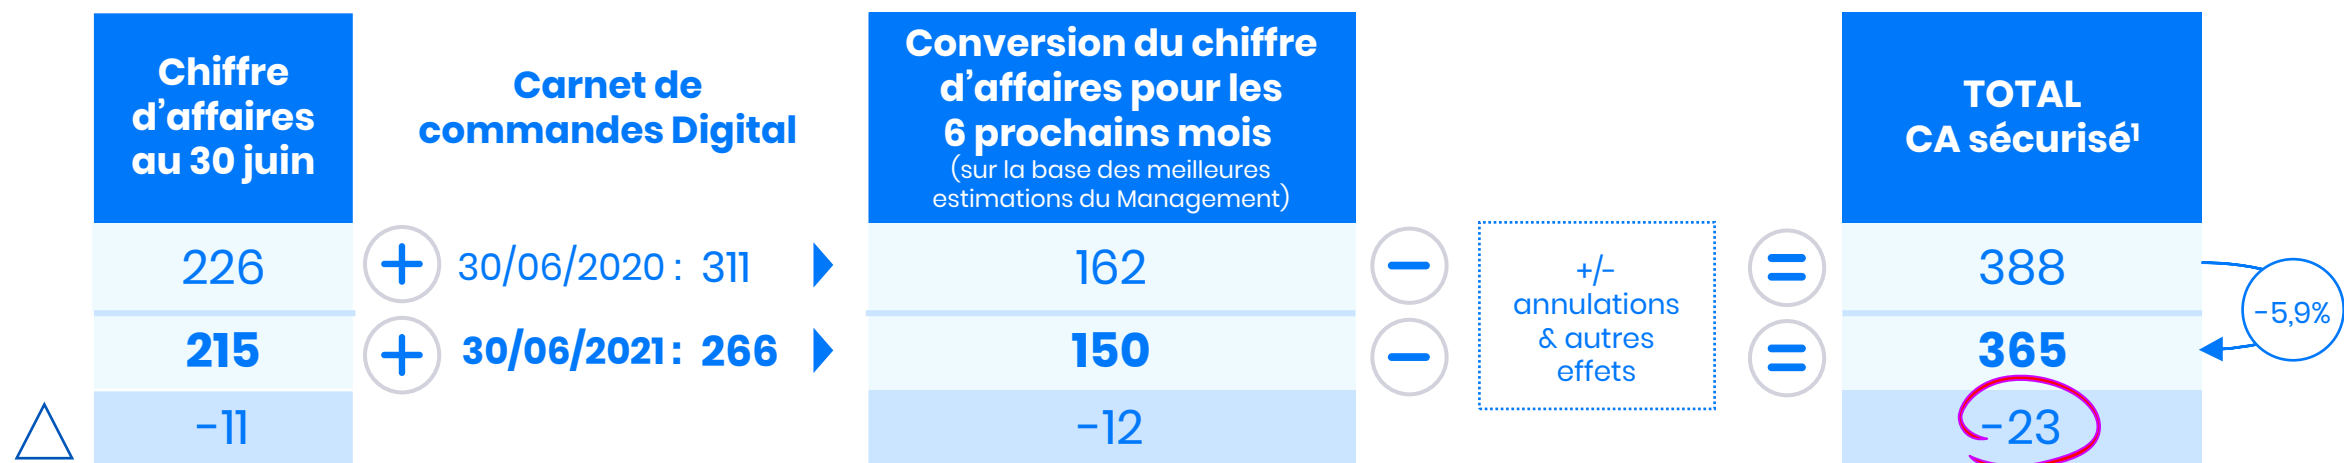 Chiffre
d’affaires
au 30 juin
Carnet de
commandes Digital
Conversion du chiffre
d’affaires pour les
6 prochains mois
(sur la base des meilleures
estimations du Management)
TOTAL
CA sécurisé¹
226
+
30/06/2020 : 311
162
−
+/-
annulations
& autres
effets
=
388
-5,9%
215
+
30/06/2021 : 266
150
−
=
365
△
-11
-12
-23